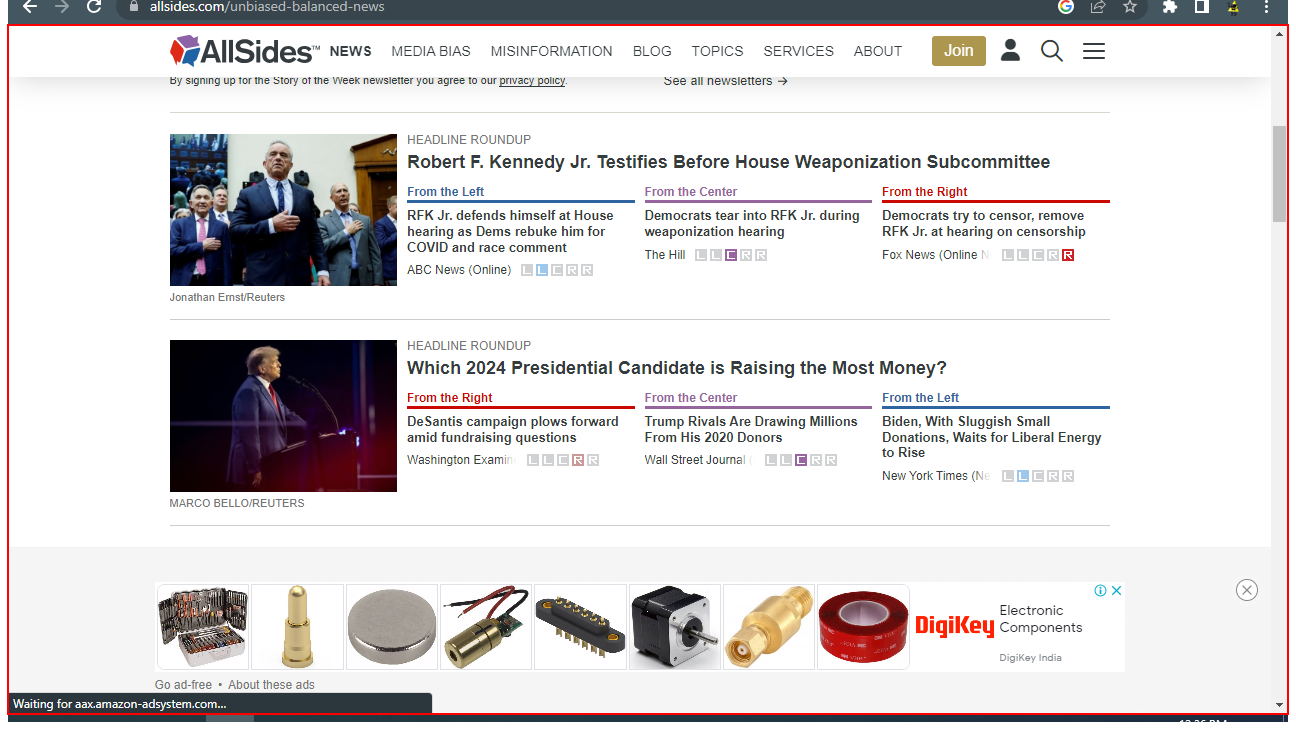 allsides.com/unbiased-balanced-news
AllSides™ NEWS MEDIA BIAS MISINFORMATION BLOG TOPICS SERVICES ABOUT Join
By signing up for the Story of the Week newsletter you agree to our privacy policy.
See all newsletters →
HEADLINE ROUNDUP
Robert F. Kennedy Jr. Testifies Before House Weaponization Subcommittee
From the Left
RFK Jr. defends himself at House
hearing as Dems rebuke him for
COVID and race comment
ABC News (Online) L L C R R
From the Center
Democrats tear into RFK Jr. during
weaponization hearing
The Hill L L C R R
From the Right
Democrats try to censor, remove
RFK Jr. at hearing on censorship
Fox News (Online N L L C R R
Jonathan Ernst/Reuters
HEADLINE ROUNDUP
Which 2024 Presidential Candidate is Raising the Most Money?
From the Right
DeSantis campaign plows forward
amid fundraising questions
Washington Examin L L C R R
From the Center
Trump Rivals Are Drawing Millions
From His 2020 Donors
Wall Street Journal ( L L C R R
From the Left
Biden, With Sluggish Small
Donations, Waits for Liberal Energy
to Rise
New York Times (Ne L L C R R
MARCO BELLO/REUTERS
DigiKey
Electronic
Components
DigiKey India
Go ad-free • About these ads
Waiting for aax.amazon-adsystem.com...